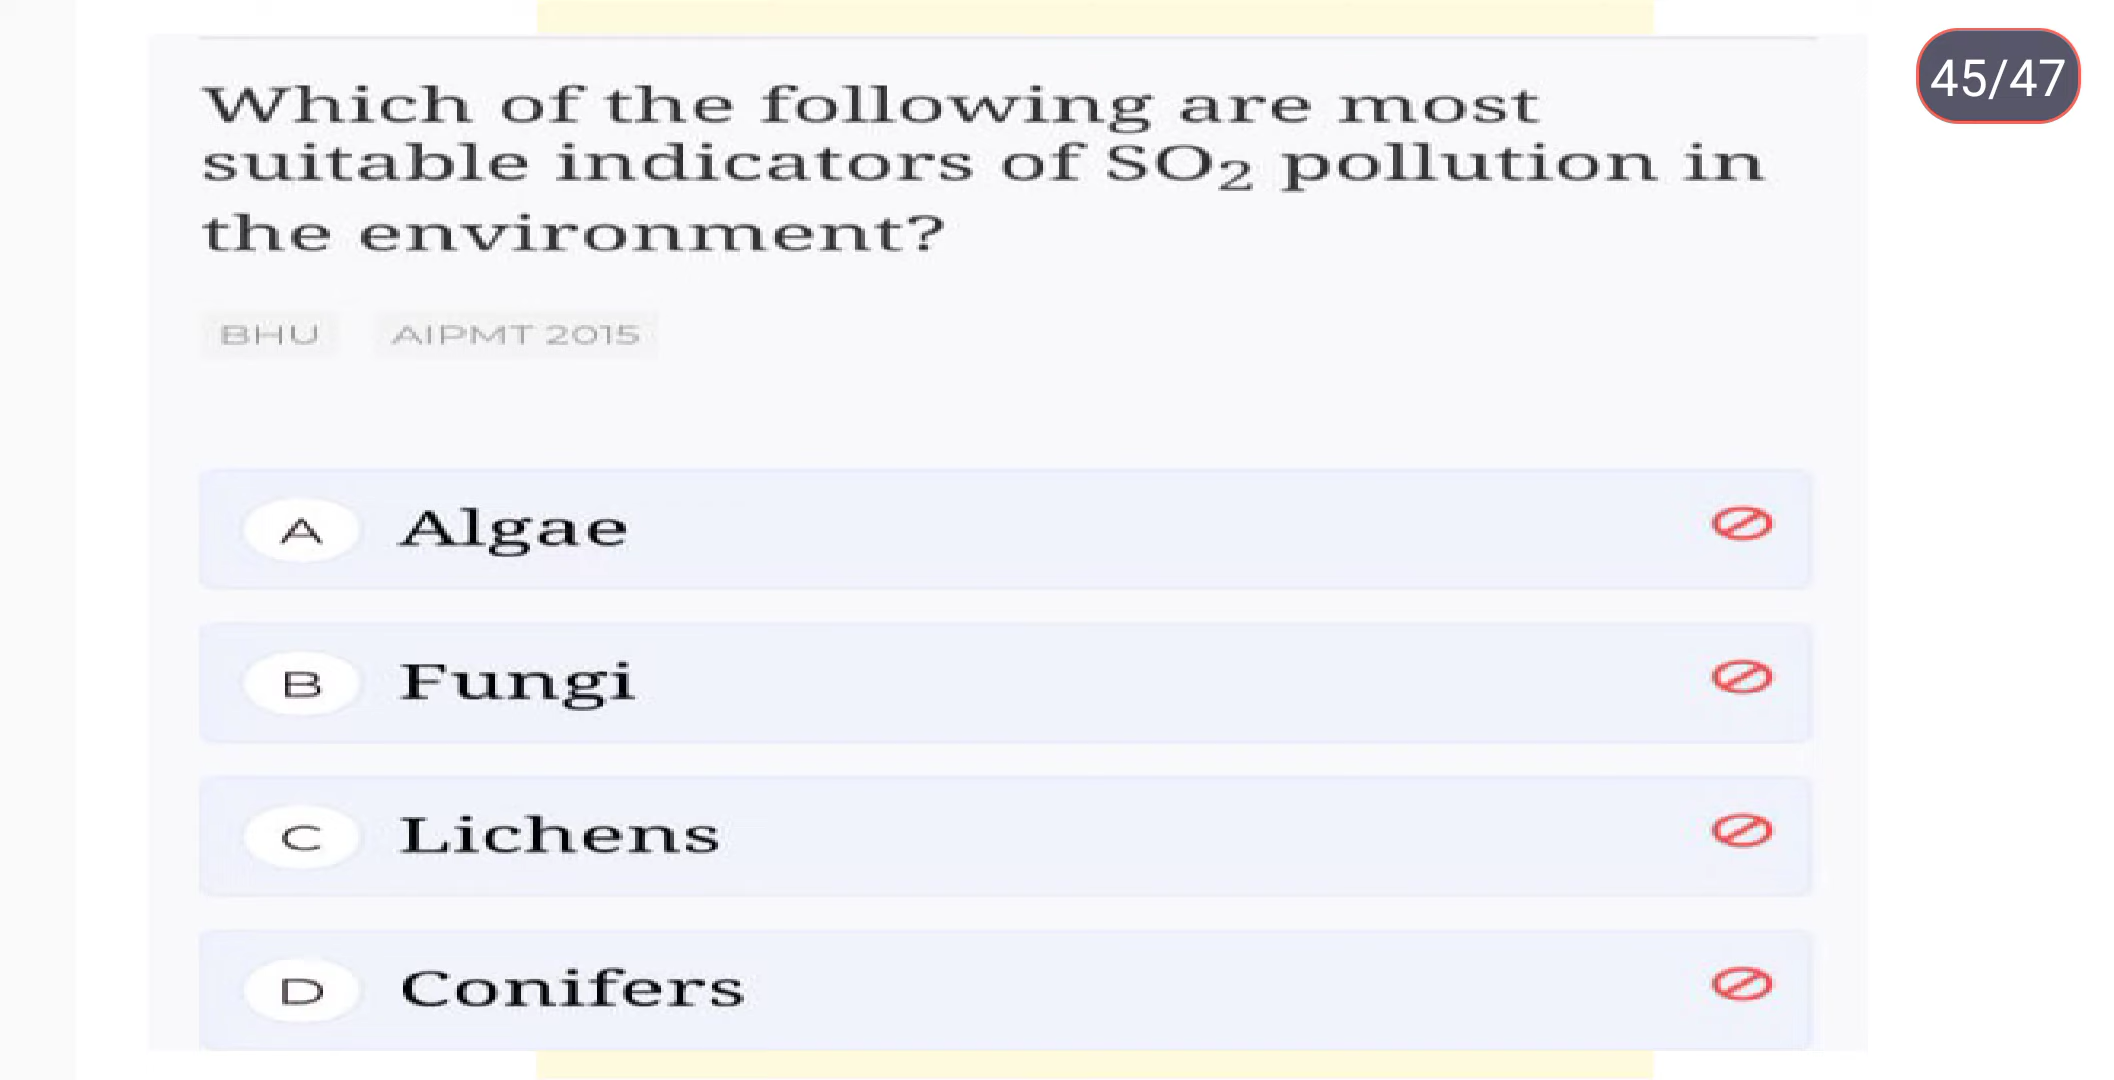 45/47
Which of the following are most
suitable indicators of SO₂ pollution in
the environment?
BHU AIPMT 2015
A Algae
B Fungi
C Lichens
D Conifers